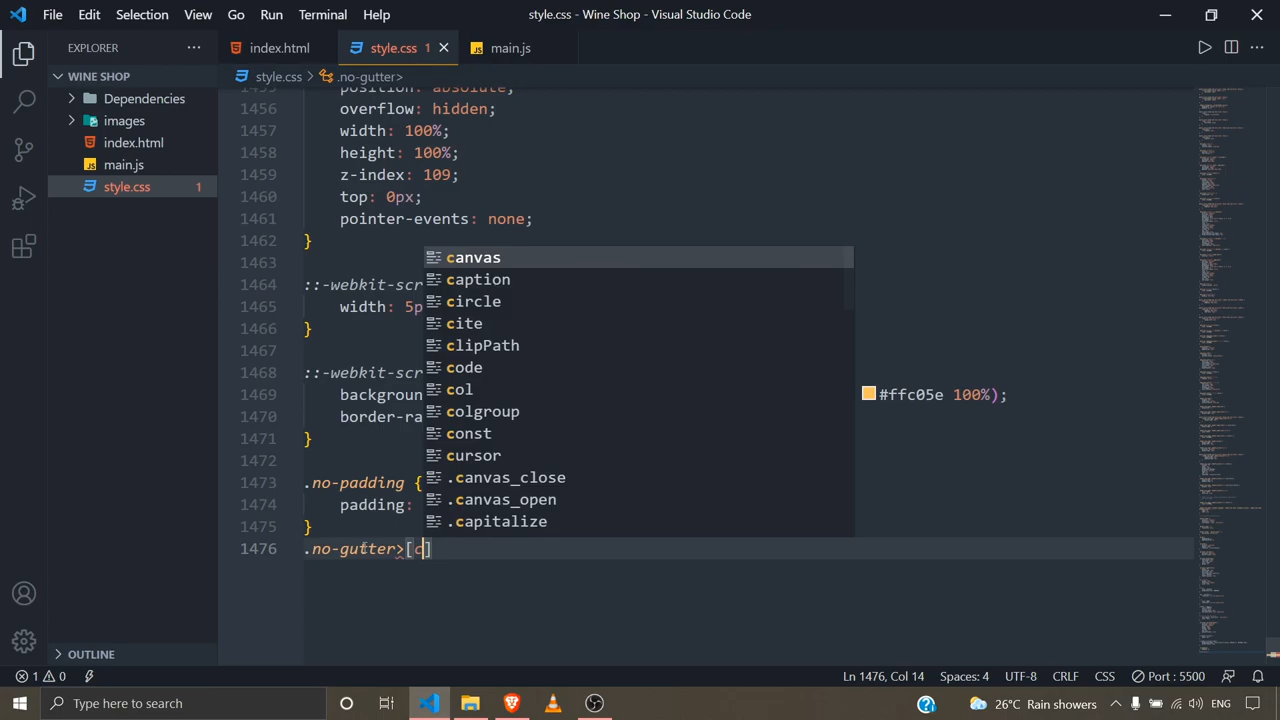 File Edit Selection View Go Run Terminal Help
style.css - Wine Shop - Visual Studio Code
EXPLORER
WINE SHOP
Dependencies
images
index.html
main.js
style.css 1
OUTLINE
index.html
style.css 1
main.js
style.css > .no-gutter>
1455 position: absolute;
1456 overflow: hidden;
1457 width: 100%;
1458 height: 100%;
1459 z-index: 109;
1460 top: 0px;
1461 pointer-events: none;
1462 }
1463
1464 ::-webkit-scr
1465 width: 5p
1466 }
1467
1468 ::-webkit-scr
1469 backgroun #ffc05e 100%);
1470 border-ra
1471 }
1472
1473 .no-padding {
1474 padding:
1475 }
1476 .no-gutter>[c]
canvas
caption
circle
cite
clipPath
code
col
colgroup
const
cursor
.canvas_close
.canvas_open
.capitalize
1 0
Ln 1476, Col 14 Spaces: 4 UTF-8 CRLF CSS Port : 5500
Type here to search
26°C Rain showers
ENG